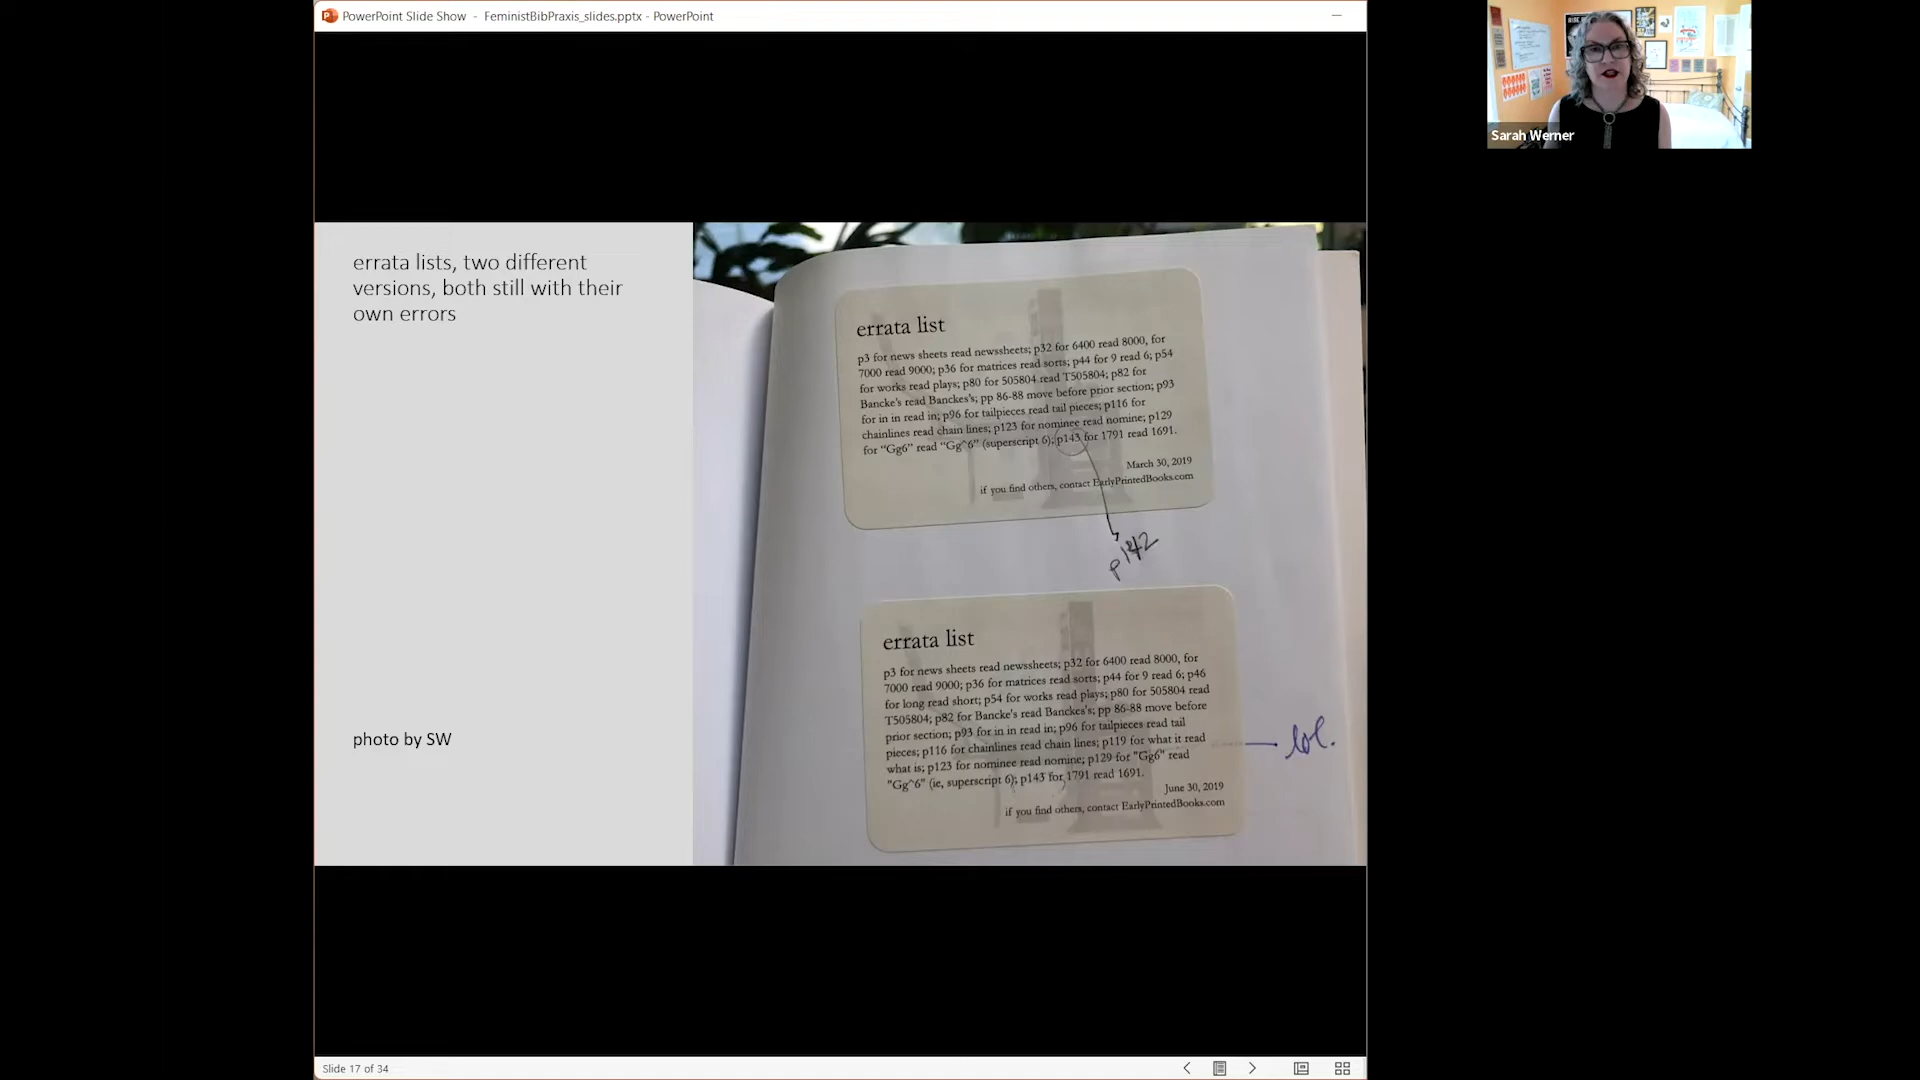 PowerPoint Slide Show - FeministBibPraxis_slides.pptx - PowerPoint
Sarah Werner
errata lists, two different
versions, both still with their
own errors
photo by SW
errata list
p3 for news sheets read newssheets; p32 for 6400 read 8000, for
7000 read 9000; p36 for matrices read sorts; p44 for 9 read 6; p54
for works read plays; p80 for 505804 read T505804; p82 for
Bancke's read Banckes's; pp 86-88 move before prior section; p93
for in in read in; p96 for tailpieces read tail pieces; p116 for
chainlines read chain lines; p123 for nominee read nomine; p129
for “Gg6” read “Gg^6” (superscript 6); p143 for 1791 read 1691.
March 30, 2019
if you find others, contact EarlyPrintedBooks.com
p142
errata list
p3 for news sheets read newssheets; p32 for 6400 read 8000, for
7000 read 9000; p36 for matrices read sorts; p44 for 9 read 6; p46
for long read short; p54 for works read plays; p80 for 505804 read
T505804; p82 for Bancke's read Banckes's; pp 86-88 move before
prior section; p93 for in in read in; p96 for tailpieces read tail
pieces; p116 for chainlines read chain lines; p119 for what it read
what is; p123 for nominee read nomine; p129 for "Gg6" read
"Gg^6" (ie, superscript 6); p143 for 1791 read 1691.
lol.
June 30, 2019
if you find others, contact EarlyPrintedBooks.com
Slide 17 of 34